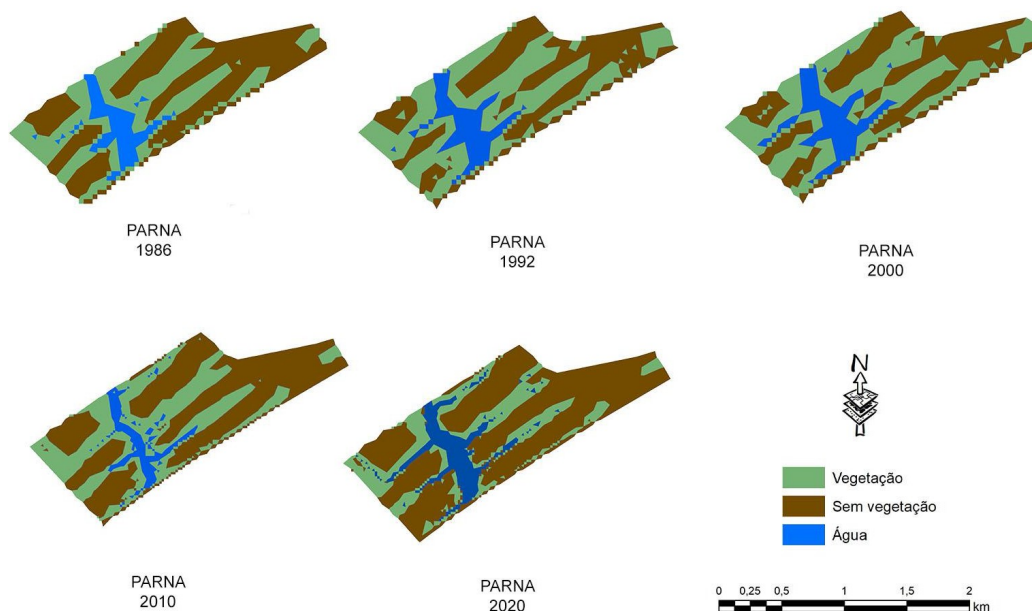 PARNA
1986
PARNA
1992
PARNA
2000
PARNA
2010
PARNA
2020
N
Vegetação
Sem vegetação
Água
0 0,25 0,5 1 1,5 2 km